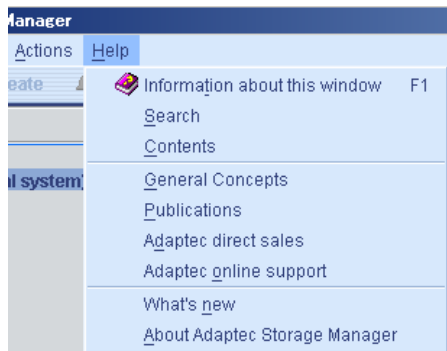 Manager
Actions Help
eate
Information about this window F1
Search
Contents
al system)
General Concepts
Publications
Adaptec direct sales
Adaptec online support
What's new
About Adaptec Storage Manager